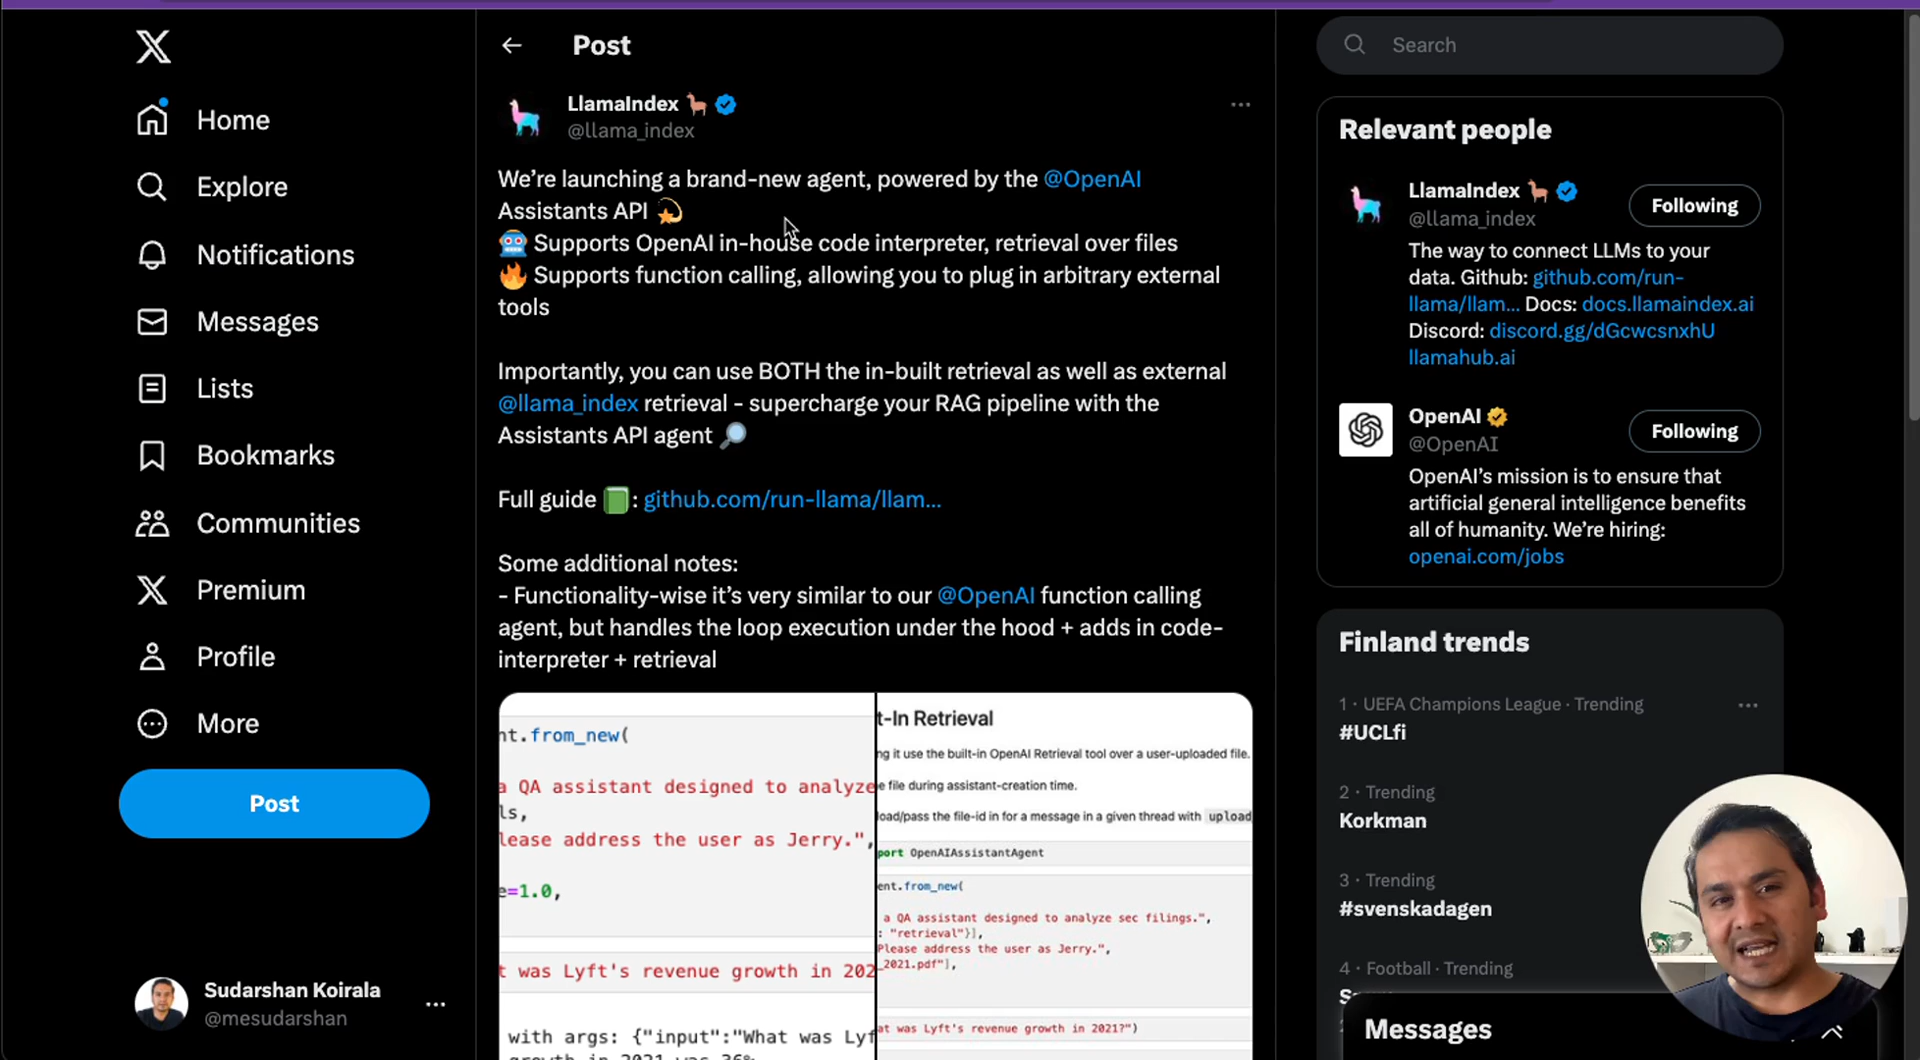 Home
Explore
Notifications
Messages
Lists
Bookmarks
Communities
Premium
Profile
More
Post
Sudarshan Koirala
@mesudarshan
Post
LlamaIndex 🦙
@llama_index
We’re launching a brand-new agent, powered by the @OpenAI
Assistants API 💫
🤖 Supports OpenAI in-house code interpreter, retrieval over files
🔥 Supports function calling, allowing you to plug in arbitrary external
tools
Importantly, you can use BOTH the in-built retrieval as well as external
@llama_index retrieval - supercharge your RAG pipeline with the
Assistants API agent 🔎
Full guide 📗: github.com/run-llama/llam…
Some additional notes:
- Functionality-wise it’s very similar to our @OpenAI function calling
agent, but handles the loop execution under the hood + adds in code-
interpreter + retrieval
nt.from_new(
a QA assistant designed to analyze
ls,
lease address the user as Jerry.",
e=1.0,
t was Lyft's revenue growth in 202
with args: {"input":"What was Lyf
growth in 2021 was 36%
t-In Retrieval
ng it use the built-in OpenAI Retrieval tool over a user-uploaded file.
e file during assistant-creation time.
load/pass the file-id in for a message in a given thread with upload
port OpenAIAssistantAgent
ent.from_new(
a QA assistant designed to analyze sec filings.",
: "retrieval"}],
Please address the user as Jerry.",
_2021.pdf"],
at was Lyft's revenue growth in 2021?")
Search
Relevant people
LlamaIndex 🦙
@llama_index
Following
The way to connect LLMs to your
data. Github: github.com/run-
llama/llam… Docs: docs.llamaindex.ai
Discord: discord.gg/dGcwcsnxhU
llamahub.ai
OpenAI
@OpenAI
Following
OpenAI’s mission is to ensure that
artificial general intelligence benefits
all of humanity. We’re hiring:
openai.com/jobs
Finland trends
1 · UEFA Champions League · Trending
#UCLfi
2 · Trending
Korkman
3 · Trending
#svenskadagen
4 · Football · Trending
Messages